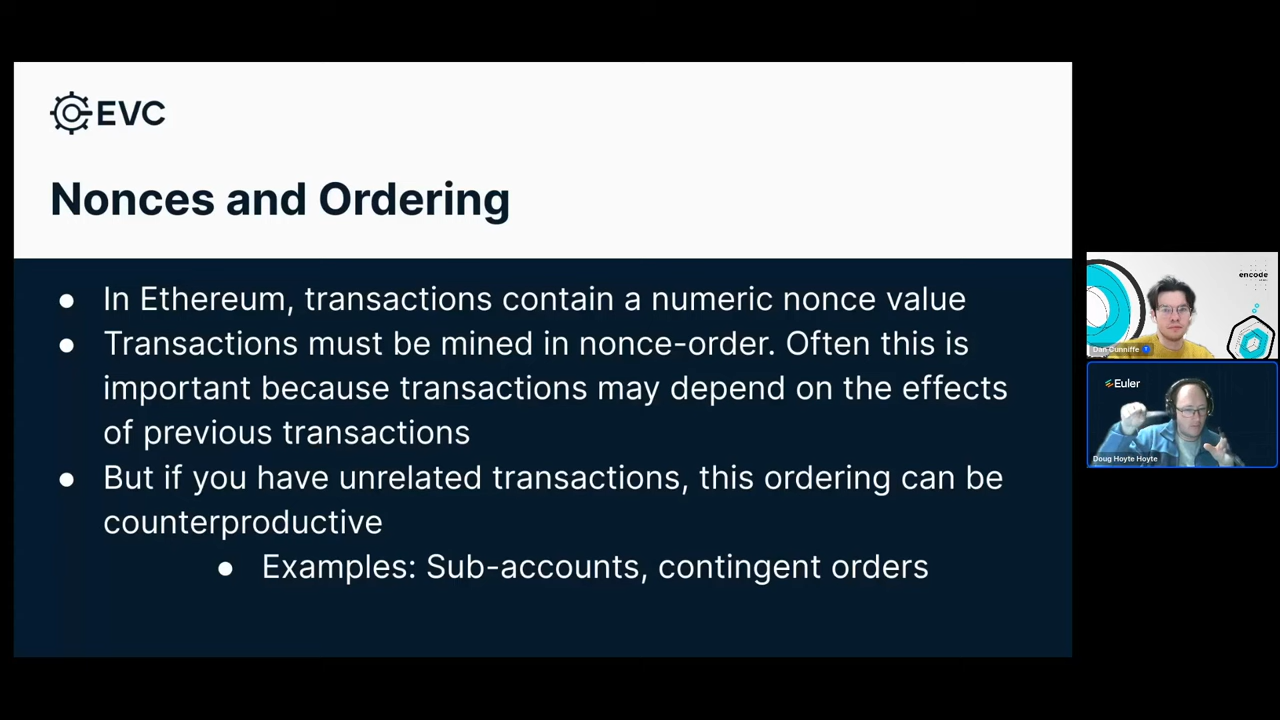 EVC
Nonces and Ordering
● In Ethereum, transactions contain a numeric nonce value
● Transactions must be mined in nonce-order. Often this is
important because transactions may depend on the effects
of previous transactions
● But if you have unrelated transactions, this ordering can be
counterproductive
● Examples: Sub-accounts, contingent orders
encode
Dan Cunniffe
Euler
Doug Hoyte Hoyte